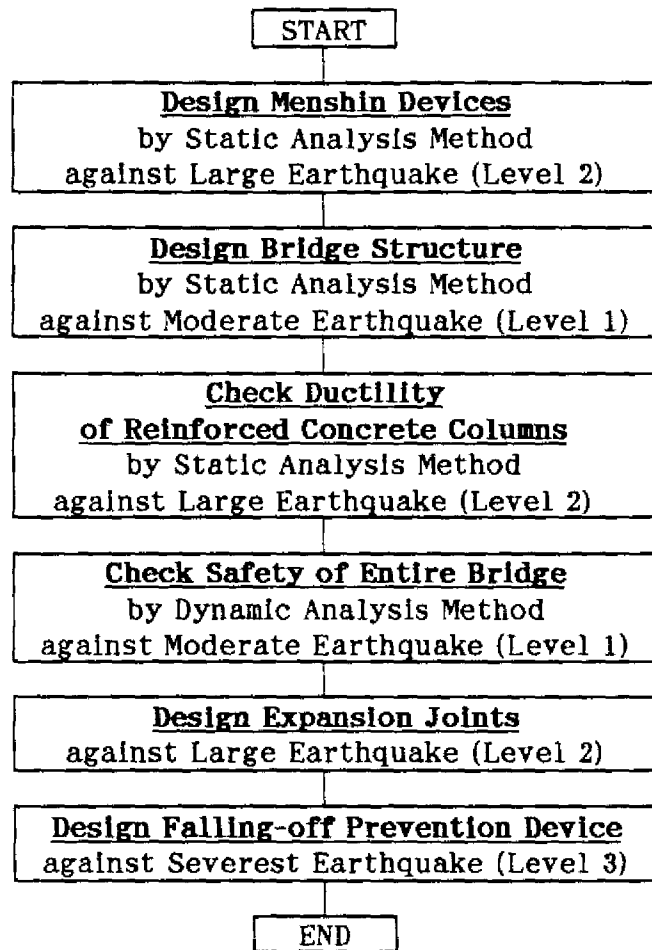 START
Design Menshin Devices
by Static Analysis Method
against Large Earthquake (Level 2)
Design Bridge Structure
by Static Analysis Method
against Moderate Earthquake (Level 1)
Check Ductility
of Reinforced Concrete Columns
by Static Analysis Method
against Large Earthquake (Level 2)
Check Safety of Entire Bridge
by Dynamic Analysis Method
against Moderate Earthquake (Level 1)
Design Expansion Joints
against Large Earthquake (Level 2)
Design Falling-off Prevention Device
against Severest Earthquake (Level 3)
END